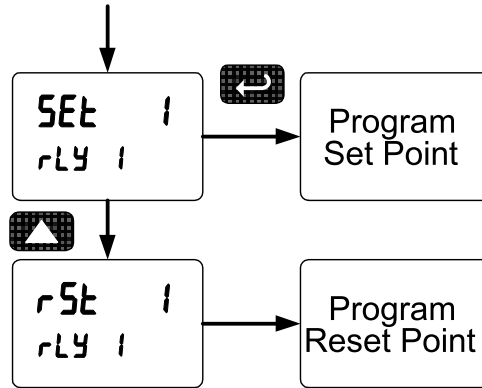 SEt 1
rLY 1
Program
Set Point
rSt 1
rLY 1
Program
Reset Point